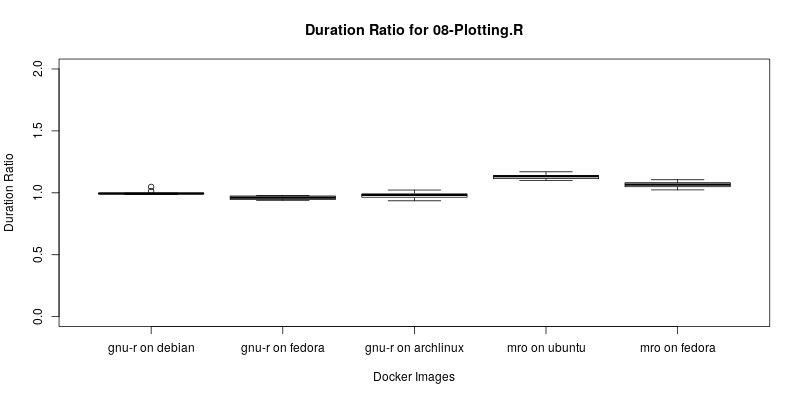 Duration Ratio for 08-Plotting.R
Duration Ratio
2.0
1.5
1.0
0.5
0.0
gnu-r on debian
gnu-r on fedora
gnu-r on archlinux
mro on ubuntu
mro on fedora
Docker Images